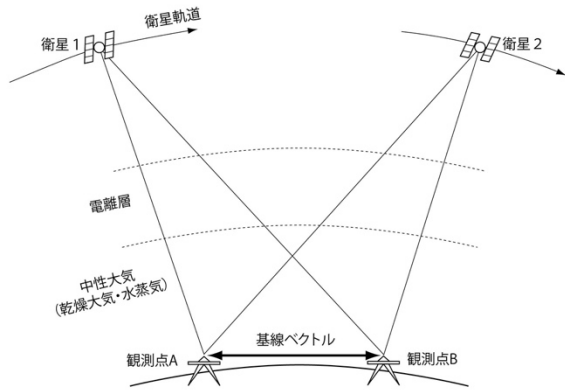 衛星軌道
衛星1
衛星2
電離層
中性大気
(乾燥大気・水蒸気)
基線ベクトル
観測点A
観測点B